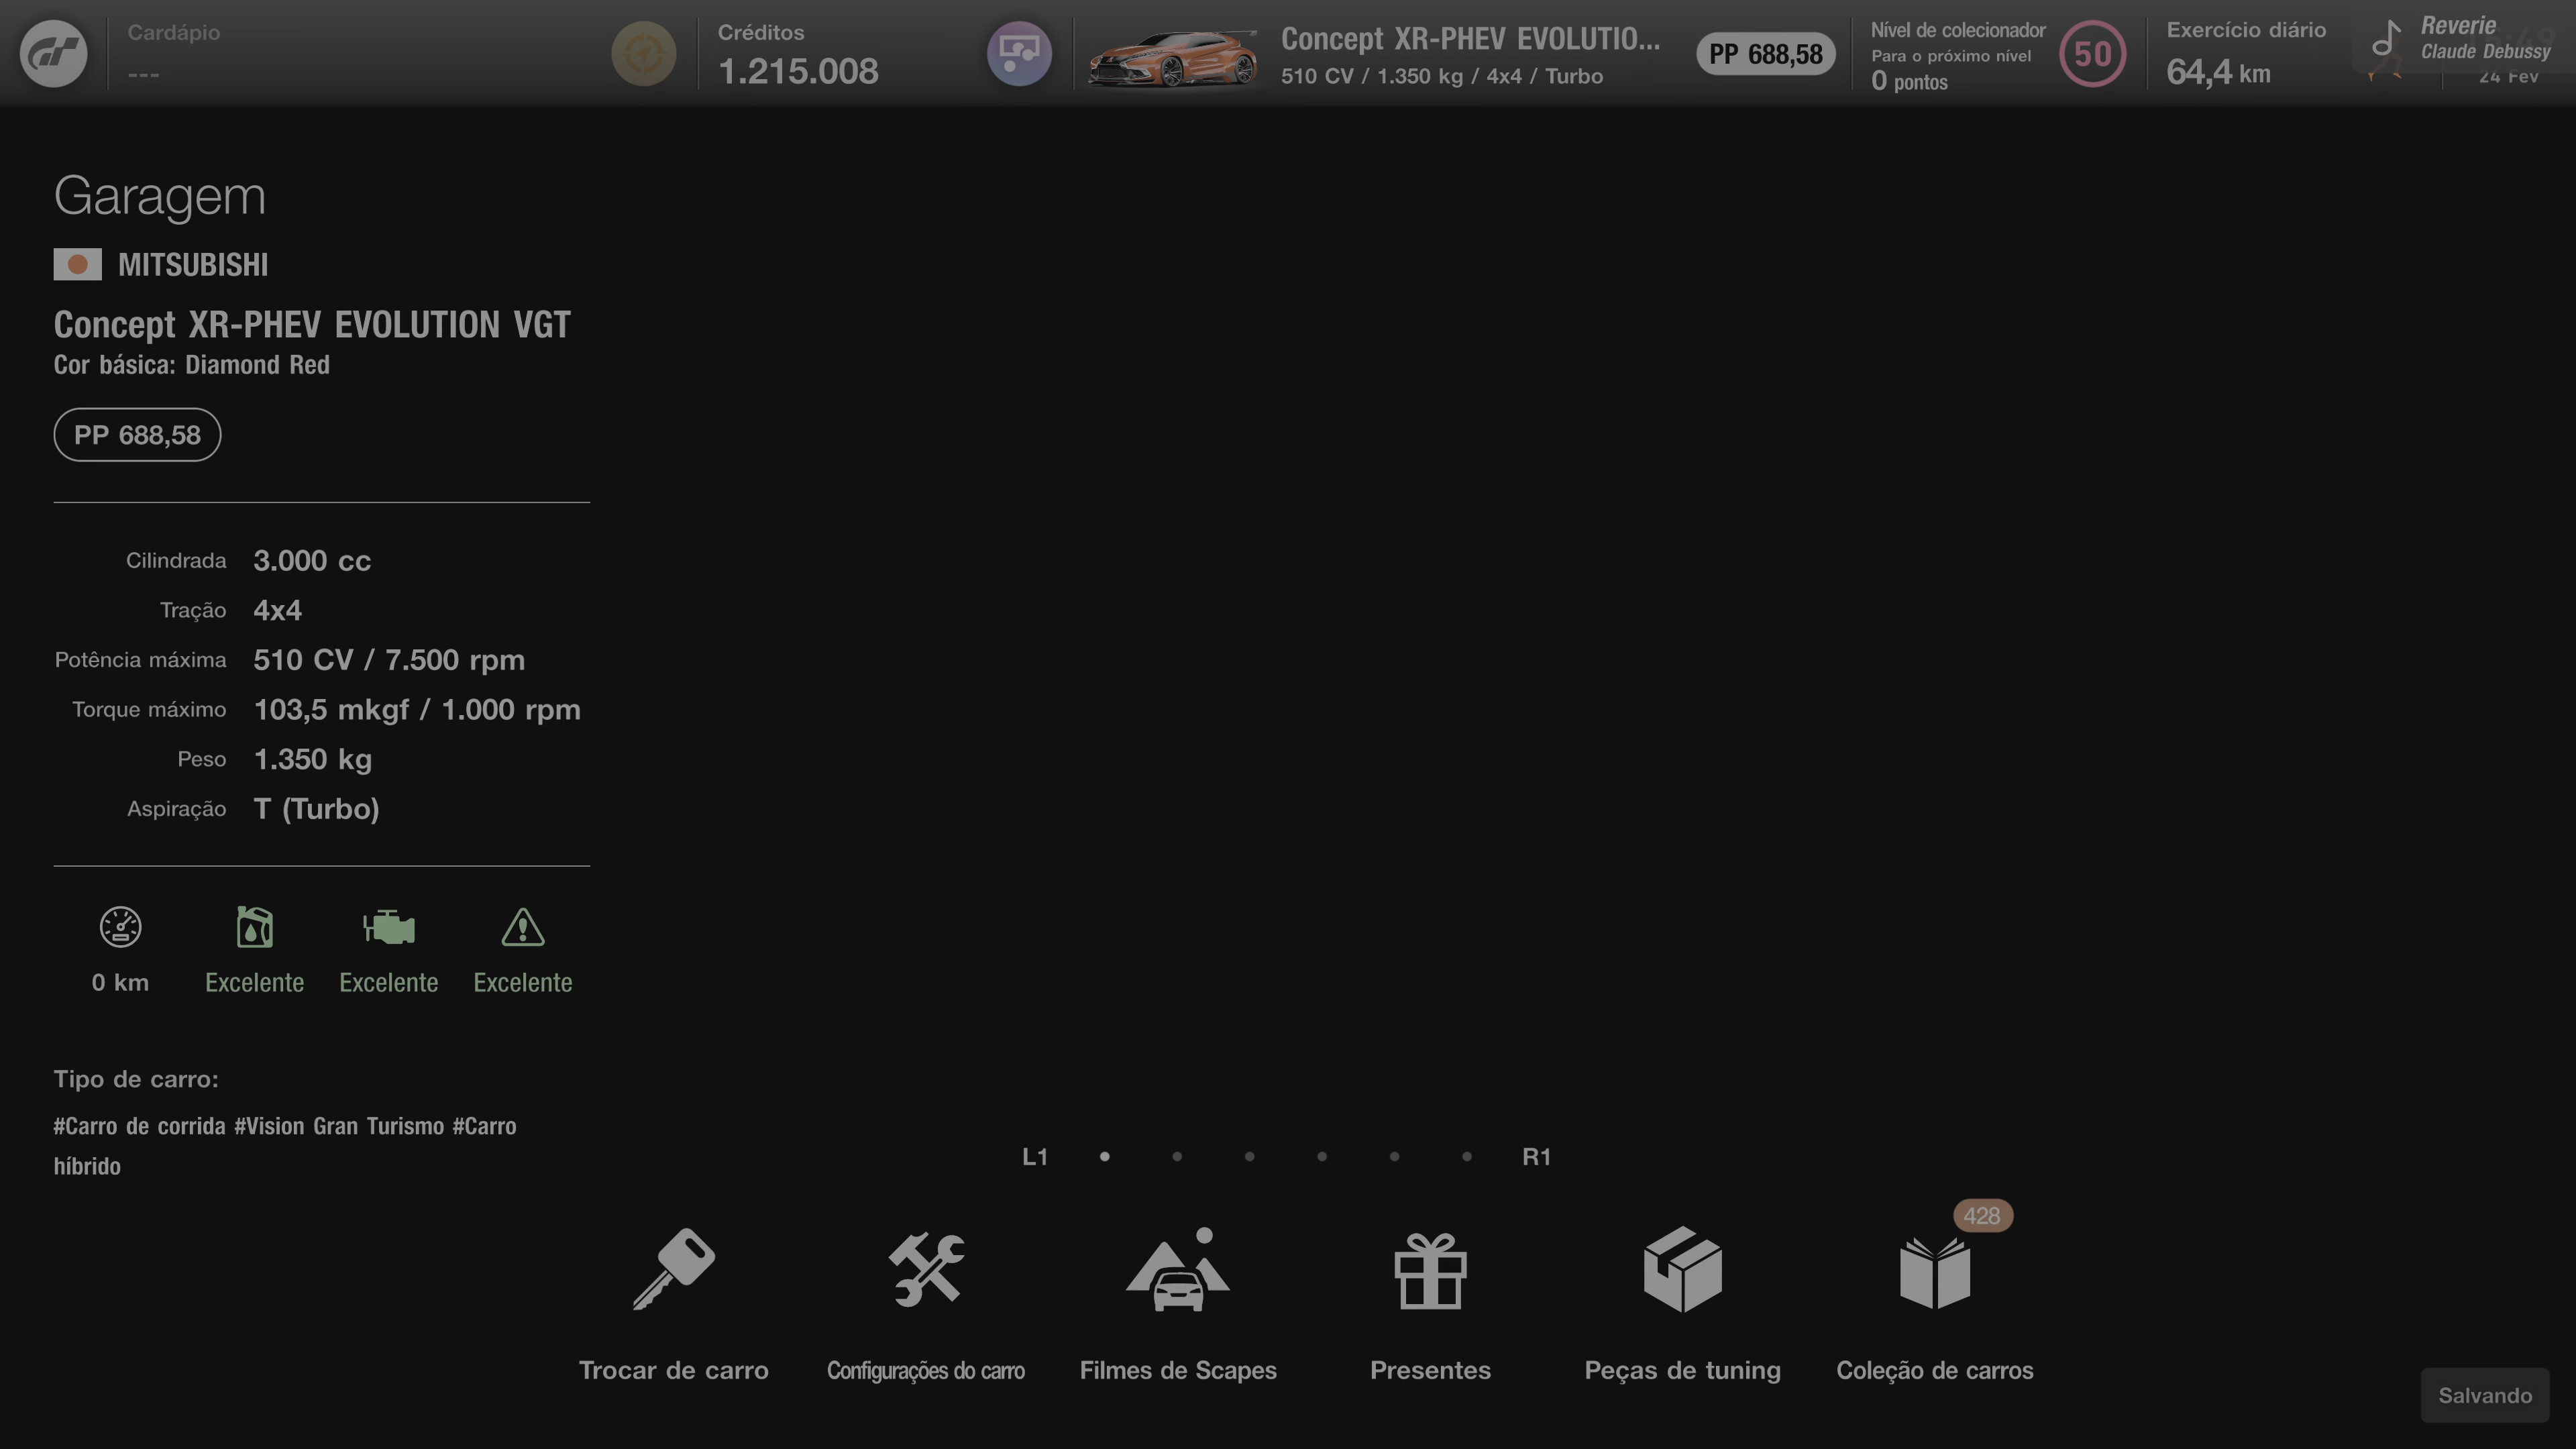 Cardápio
---
Créditos
1.215.008
Concept XR-PHEV EVOLUTIO...
510 CV / 1.350 kg / 4x4 / Turbo
PP 688,58
Nível de colecionador
Para o próximo nível
0 pontos
50
Exercício diário
64,4 km
Reverie
Claude Debussy
24 Fev
Garagem
MITSUBISHI
Concept XR-PHEV EVOLUTION VGT
Cor básica: Diamond Red
PP 688,58
Cilindrada 3.000 cc
Tração 4x4
Potência máxima 510 CV / 7.500 rpm
Torque máximo 103,5 mkgf / 1.000 rpm
Peso 1.350 kg
Aspiração T (Turbo)
0 km Excelente Excelente Excelente
Tipo de carro:
#Carro de corrida #Vision Gran Turismo #Carro
híbrido
L1 R1
428
Trocar de carro Configurações do carro Filmes de Scapes Presentes Peças de tuning Coleção de carros
Salvando